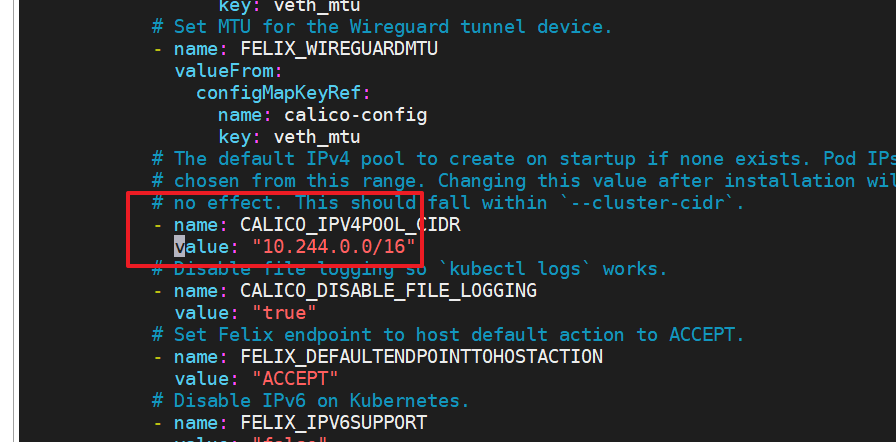 key: veth_mtu
# Set MTU for the Wireguard tunnel device.
- name: FELIX_WIREGUARDMTU
valueFrom:
configMapKeyRef:
name: calico-config
key: veth_mtu
# The default IPv4 pool to create on startup if none exists. Pod IPs
# chosen from this range. Changing this value after installation wil
# no effect. This should fall within `--cluster-cidr`.
- name: CALICO_IPV4POOL_CIDR
value: "10.244.0.0/16"
# Disable file logging so `kubectl logs` works.
- name: CALICO_DISABLE_FILE_LOGGING
value: "true"
# Set Felix endpoint to host default action to ACCEPT.
- name: FELIX_DEFAULTENDPOINTTOHOSTACTION
value: "ACCEPT"
# Disable IPv6 on Kubernetes.
- name: FELIX_IPV6SUPPORT
value: "false"